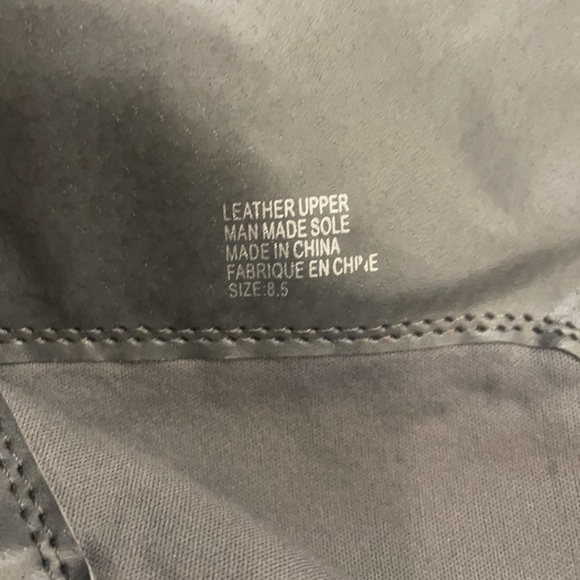 LEATHER UPPER
MAN MADE SOLE
MADE IN CHINA
FABRIQUE EN CHINE
SIZE:8.5